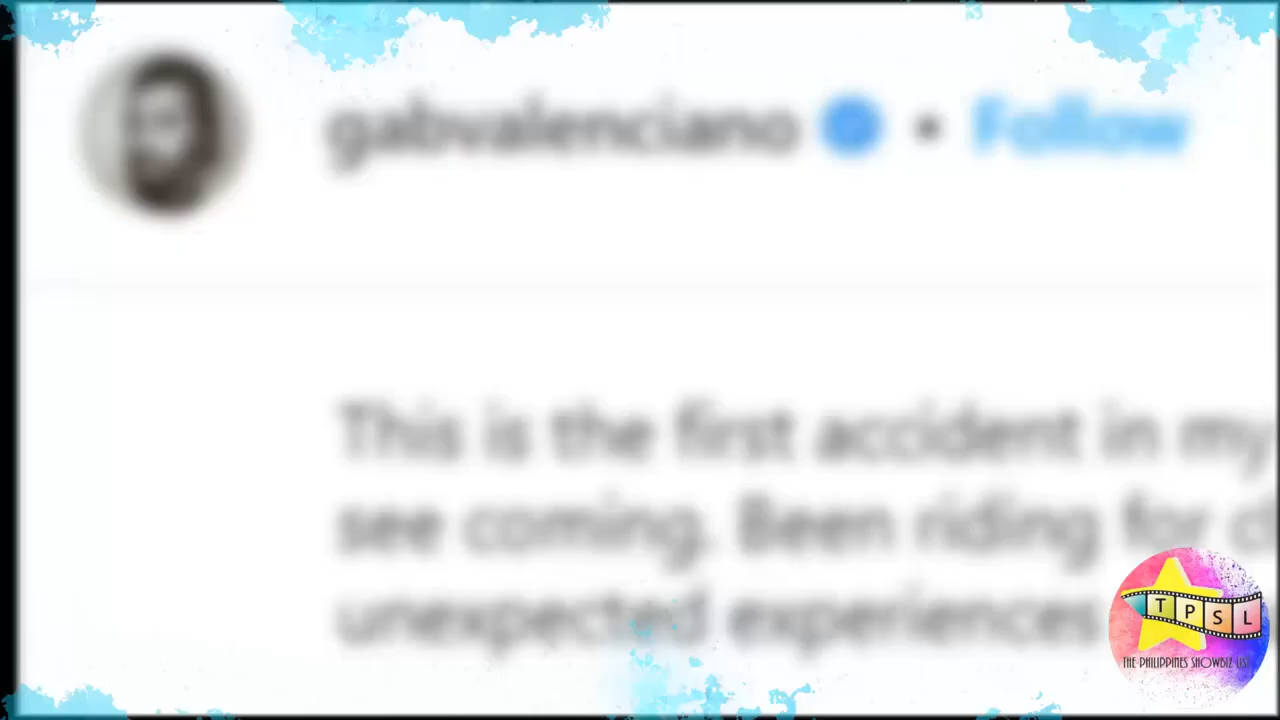 gabvalenciano • Follow
This is the first accident in my
see coming. Been riding for cl
unexpected experiences
T P S L
THE PHILIPPINES SHOWBIZ LIST